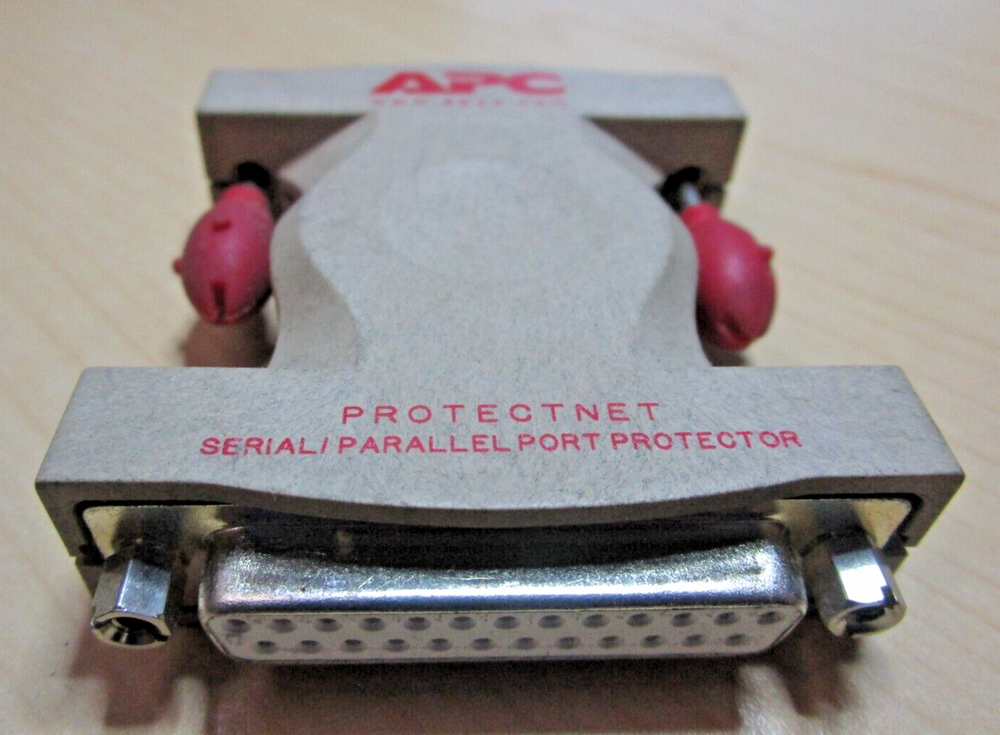 APC
PROTECTNET
SERIAL/PARALLEL PORT PROTECTOR